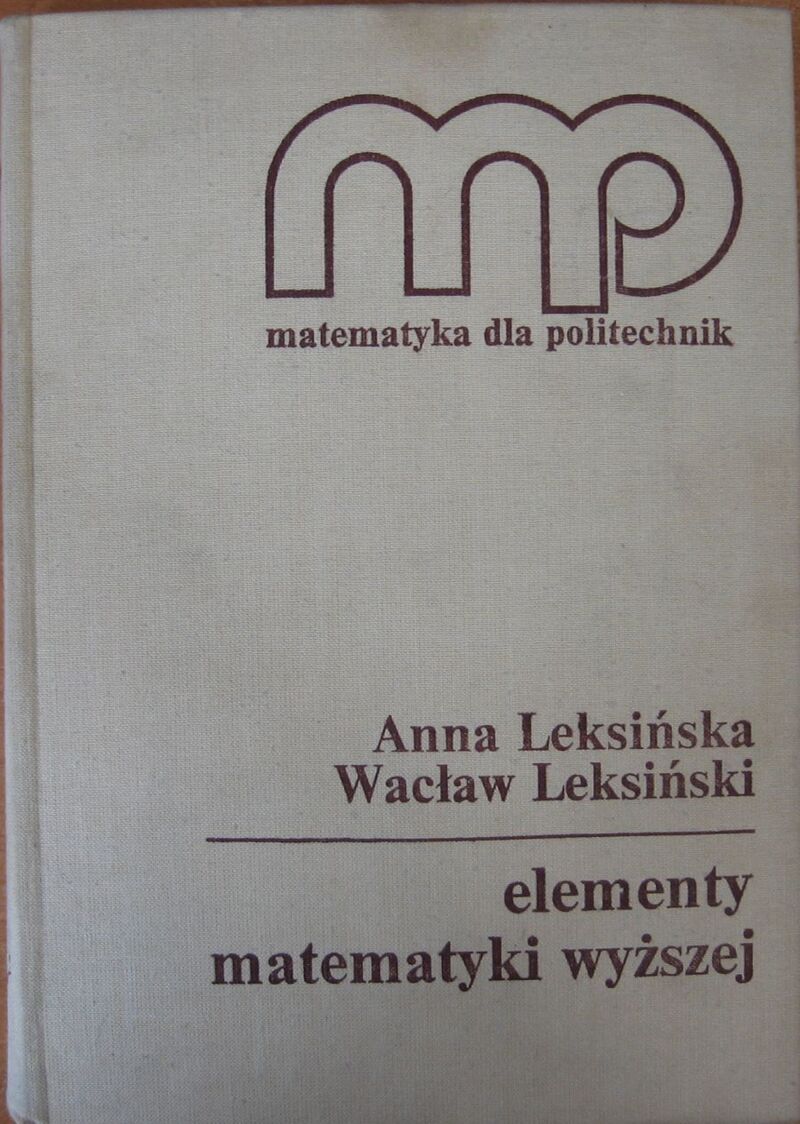 mp
matematyka dla politechnik
Anna Leksińska
Wacław Leksiński
elementy
matematyki wyższej